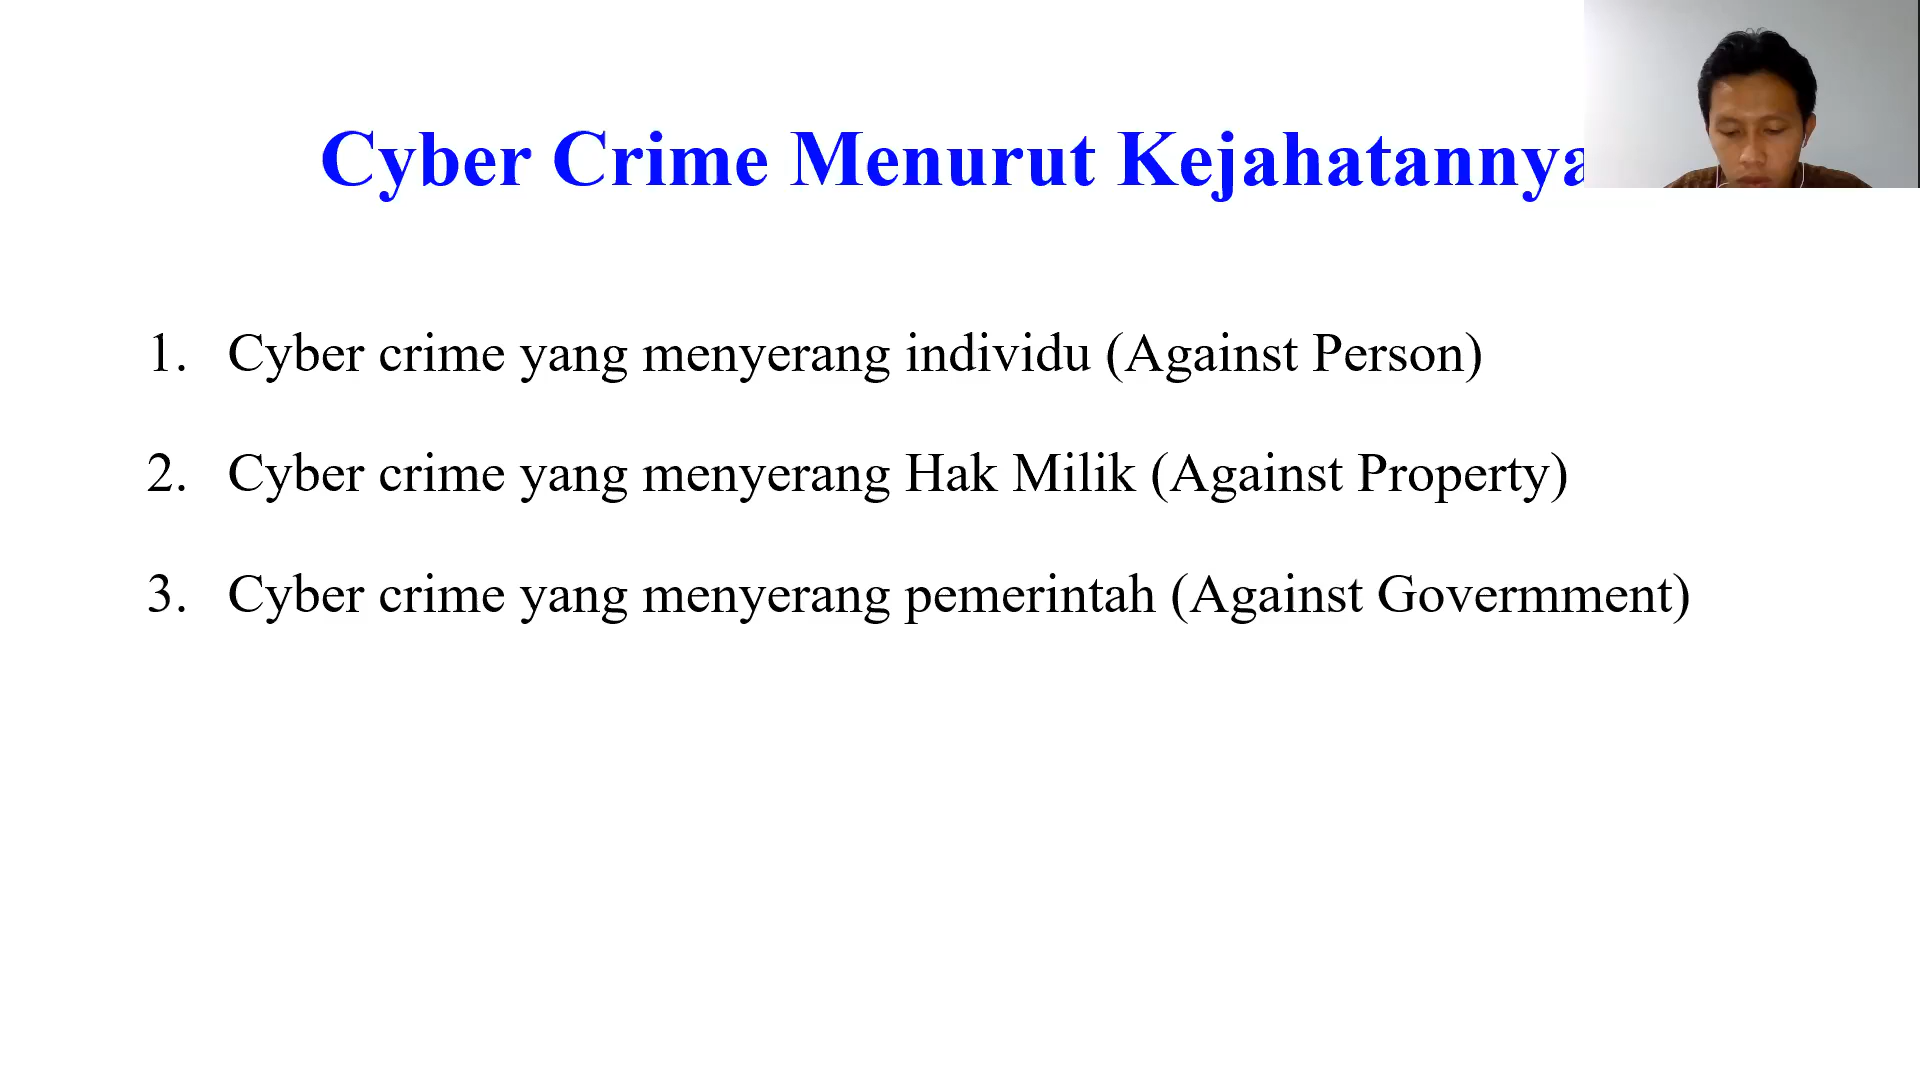 Cyber Crime Menurut Kejahatannya
1. Cyber crime yang menyerang individu (Against Person)
2. Cyber crime yang menyerang Hak Milik (Against Property)
3. Cyber crime yang menyerang pemerintah (Against Govermment)